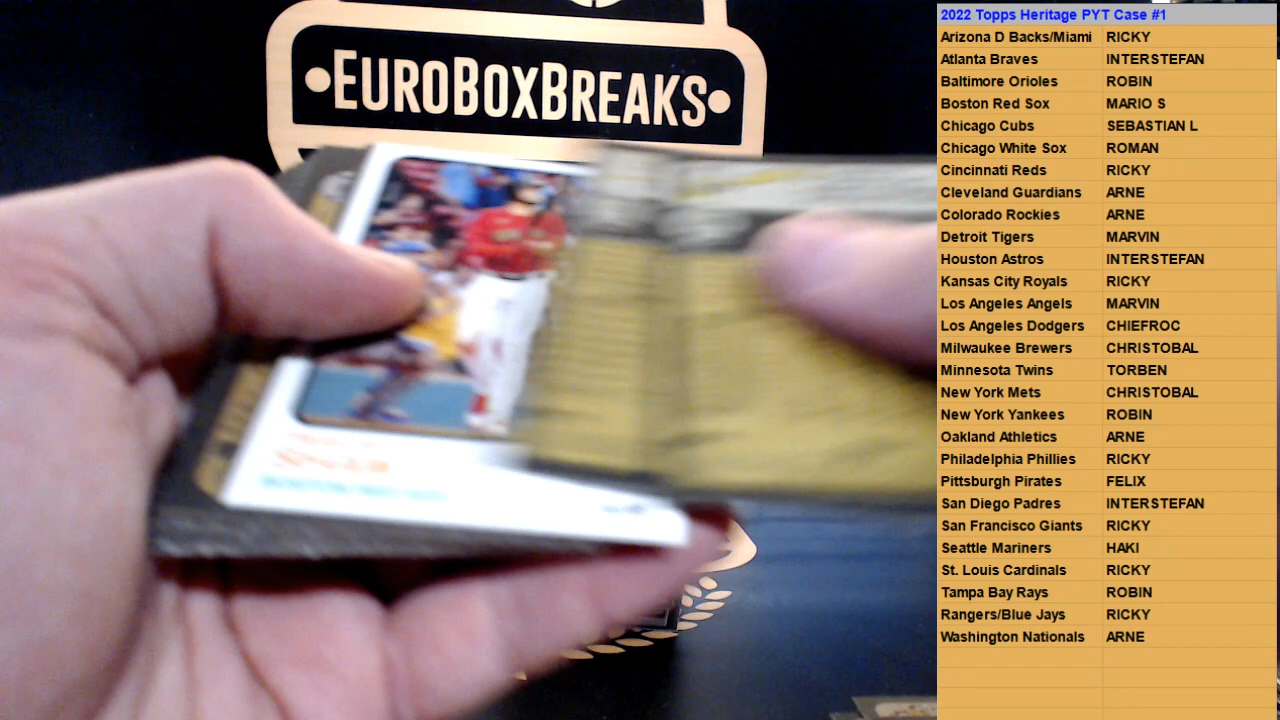 EUROBOXBREAKS
2022 Topps Heritage PYT Case #1
Arizona D Backs/Miami RICKY
Atlanta Braves INTERSTEFAN
Baltimore Orioles ROBIN
Boston Red Sox MARIO S
Chicago Cubs SEBASTIAN L
Chicago White Sox ROMAN
Cincinnati Reds RICKY
Cleveland Guardians ARNE
Colorado Rockies ARNE
Detroit Tigers MARVIN
Houston Astros INTERSTEFAN
Kansas City Royals RICKY
Los Angeles Angels MARVIN
Los Angeles Dodgers CHIEFROC
Milwaukee Brewers CHRISTOBAL
Minnesota Twins TORBEN
New York Mets CHRISTOBAL
New York Yankees ROBIN
Oakland Athletics ARNE
Philadelphia Phillies RICKY
Pittsburgh Pirates FELIX
San Diego Padres INTERSTEFAN
San Francisco Giants RICKY
Seattle Mariners HAKI
St. Louis Cardinals RICKY
Tampa Bay Rays ROBIN
Rangers/Blue Jays RICKY
Washington Nationals ARNE